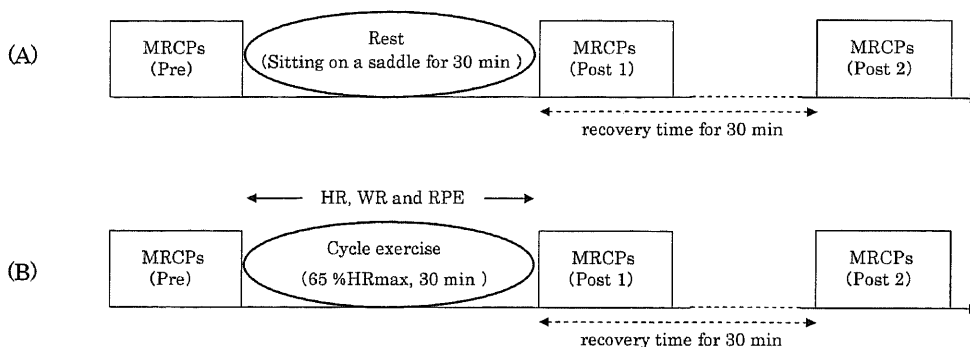 (A)
MRCPs
(Pre)
Rest
(Sitting on a saddle for 30 min )
MRCPs
(Post 1)
MRCPs
(Post 2)
recovery time for 30 min
HR, WR and RPE
(B)
MRCPs
(Pre)
Cycle exercise
(65 %HRmax, 30 min )
MRCPs
(Post 1)
MRCPs
(Post 2)
recovery time for 30 min